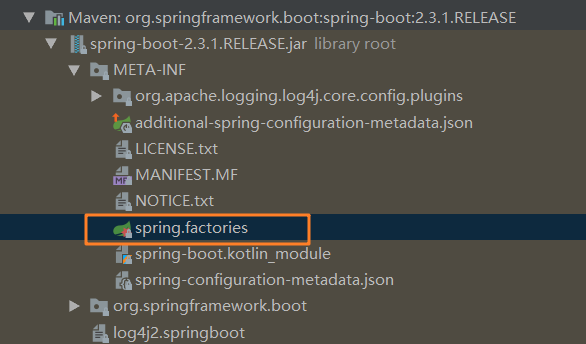 Maven: org.springframework.boot:spring-boot:2.3.1.RELEASE
spring-boot-2.3.1.RELEASE.jar library root
META-INF
org.apache.logging.log4j.core.config.plugins
additional-spring-configuration-metadata.json
LICENSE.txt
MANIFEST.MF
NOTICE.txt
spring.factories
spring-boot.kotlin_module
spring-configuration-metadata.json
org.springframework.boot
log4j2.springboot